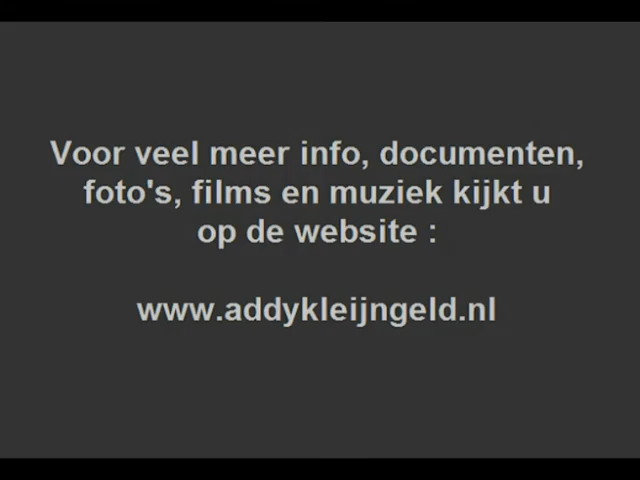 Voor veel meer info, documenten,
foto's, films en muziek kijkt u
op de website :
www.addykleijngeld.nl